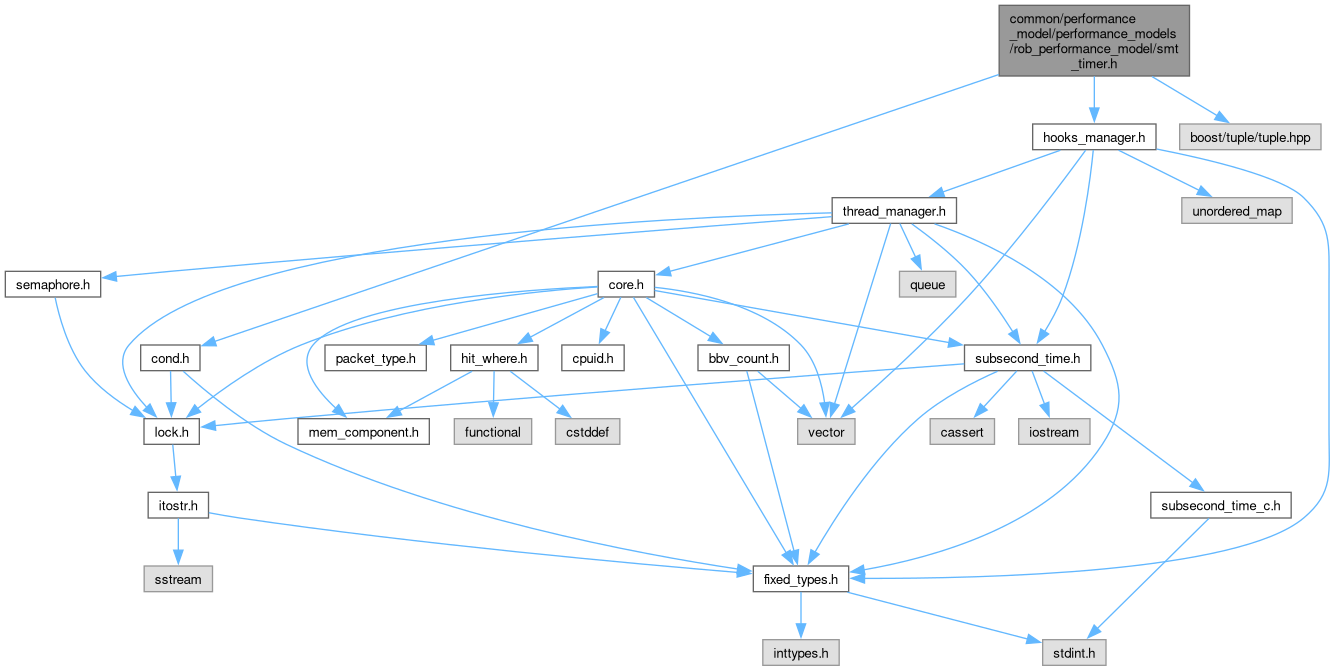 common/performance
_model/performance_models
/rob_performance_model/smt
_timer.h
hooks_manager.h
boost/tuple/tuple.hpp
thread_manager.h
unordered_map
semaphore.h
core.h
queue
cond.h
packet_type.h
hit_where.h
cpuid.h
bbv_count.h
subsecond_time.h
lock.h
mem_component.h
functional
cstddef
vector
cassert
iostream
itostr.h
subsecond_time_c.h
sstream
fixed_types.h
inttypes.h
stdint.h